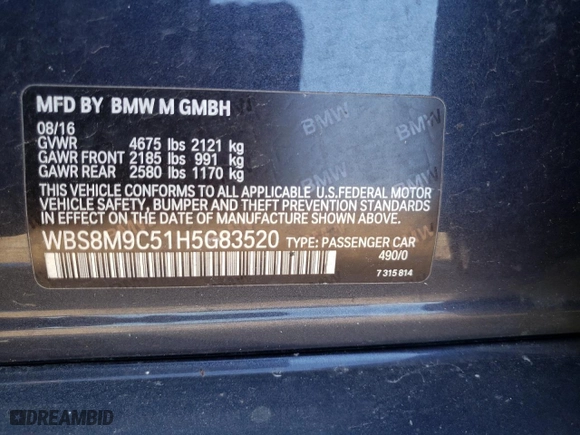 MFD BY BMW M GMBH
08/16
GVWR 4675 lbs 2121 kg
GAWR FRONT 2185 lbs 991 kg
GAWR REAR 2580 lbs 1170 kg
THIS VEHICLE CONFORMS TO ALL APPLICABLE U.S.FEDERAL MOTOR
VEHICLE SAFETY, BUMPER AND THEFT PREVENTION STANDARDS
IN EFFECT ON THE DATE OF MANUFACTURE SHOWN ABOVE.
WBS8M9C51H5G83520 TYPE: PASSENGER CAR
490/0
7 315 814
BMW
BMW
BMW
DREAMBID